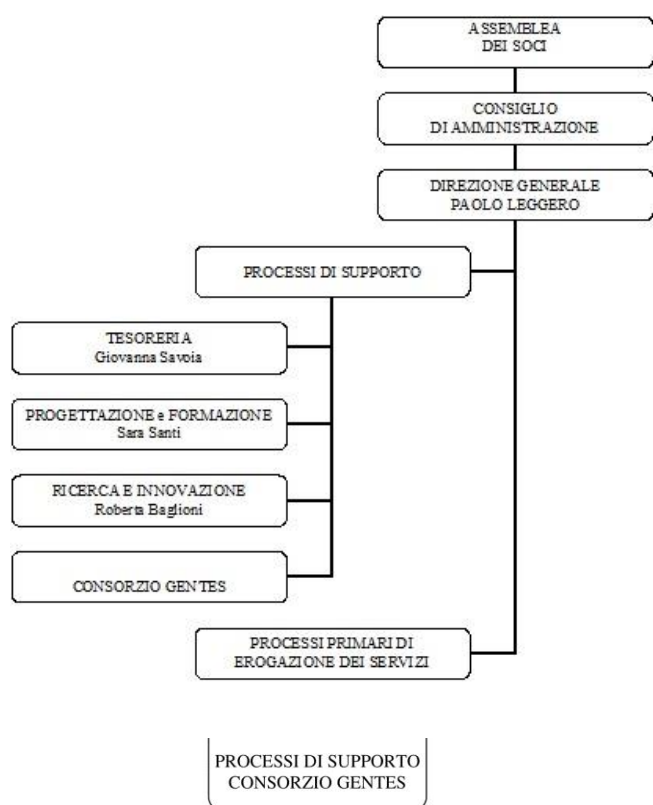 ASSEMBLEA
DEI SOCI
CONSIGLIO
DI AMMINISTRAZIONE
DIREZIONE GENERALE
PAOLO LEGGERO
PROCESSI DI SUPPORTO
TESORERIA
Giovanna Savoia
PROGETTAZIONE e FORMAZIONE
Sara Santi
RICERCA E INNOVAZIONE
Roberta Baglioni
CONSORZIO GENTES
PROCESSI PRIMARI DI
EROGAZIONE DEI SERVIZI
PROCESSI DI SUPPORTO
CONSORZIO GENTES